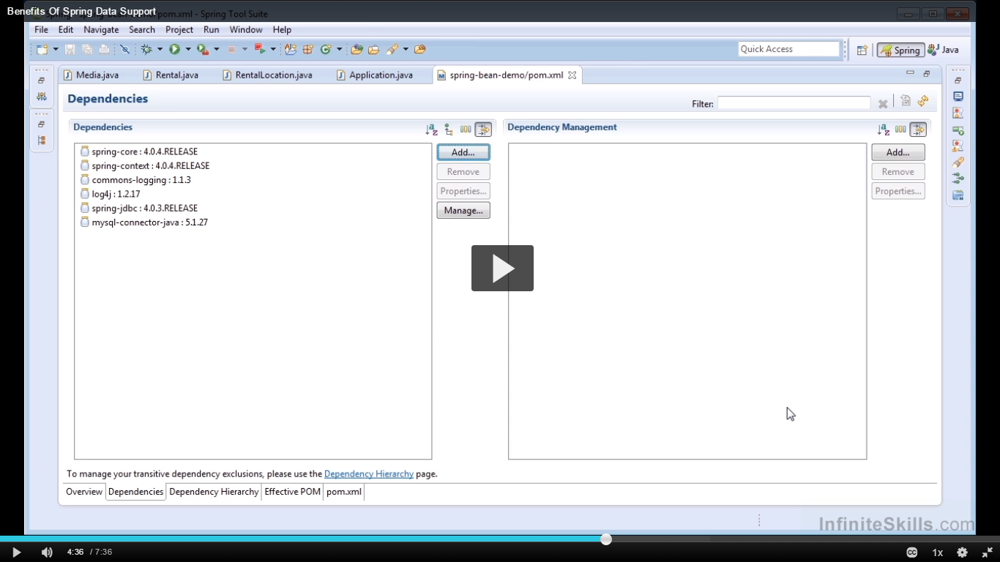 Benefits Of Spring Data Support
pom.xml - Spring Tool Suite
File Edit Navigate Search Project Run Window Help
Quick Access
Spring
Java
Media.java
Rental.java
RentalLocation.java
Application.java
spring-bean-demo/pom.xml
Dependencies
Filter:
Dependencies
spring-core : 4.0.4.RELEASE
spring-context : 4.0.4.RELEASE
commons-logging : 1.1.3
log4j : 1.2.17
spring-jdbc : 4.0.3.RELEASE
mysql-connector-java : 5.1.27
Add...
Remove
Properties...
Manage...
Dependency Management
Add...
Remove
Properties...
To manage your transitive dependency exclusions, please use the Dependency Hierarchy page.
Overview Dependencies Dependency Hierarchy Effective POM pom.xml
InfiniteSkills.com
4:36 / 7:36
CC
1x